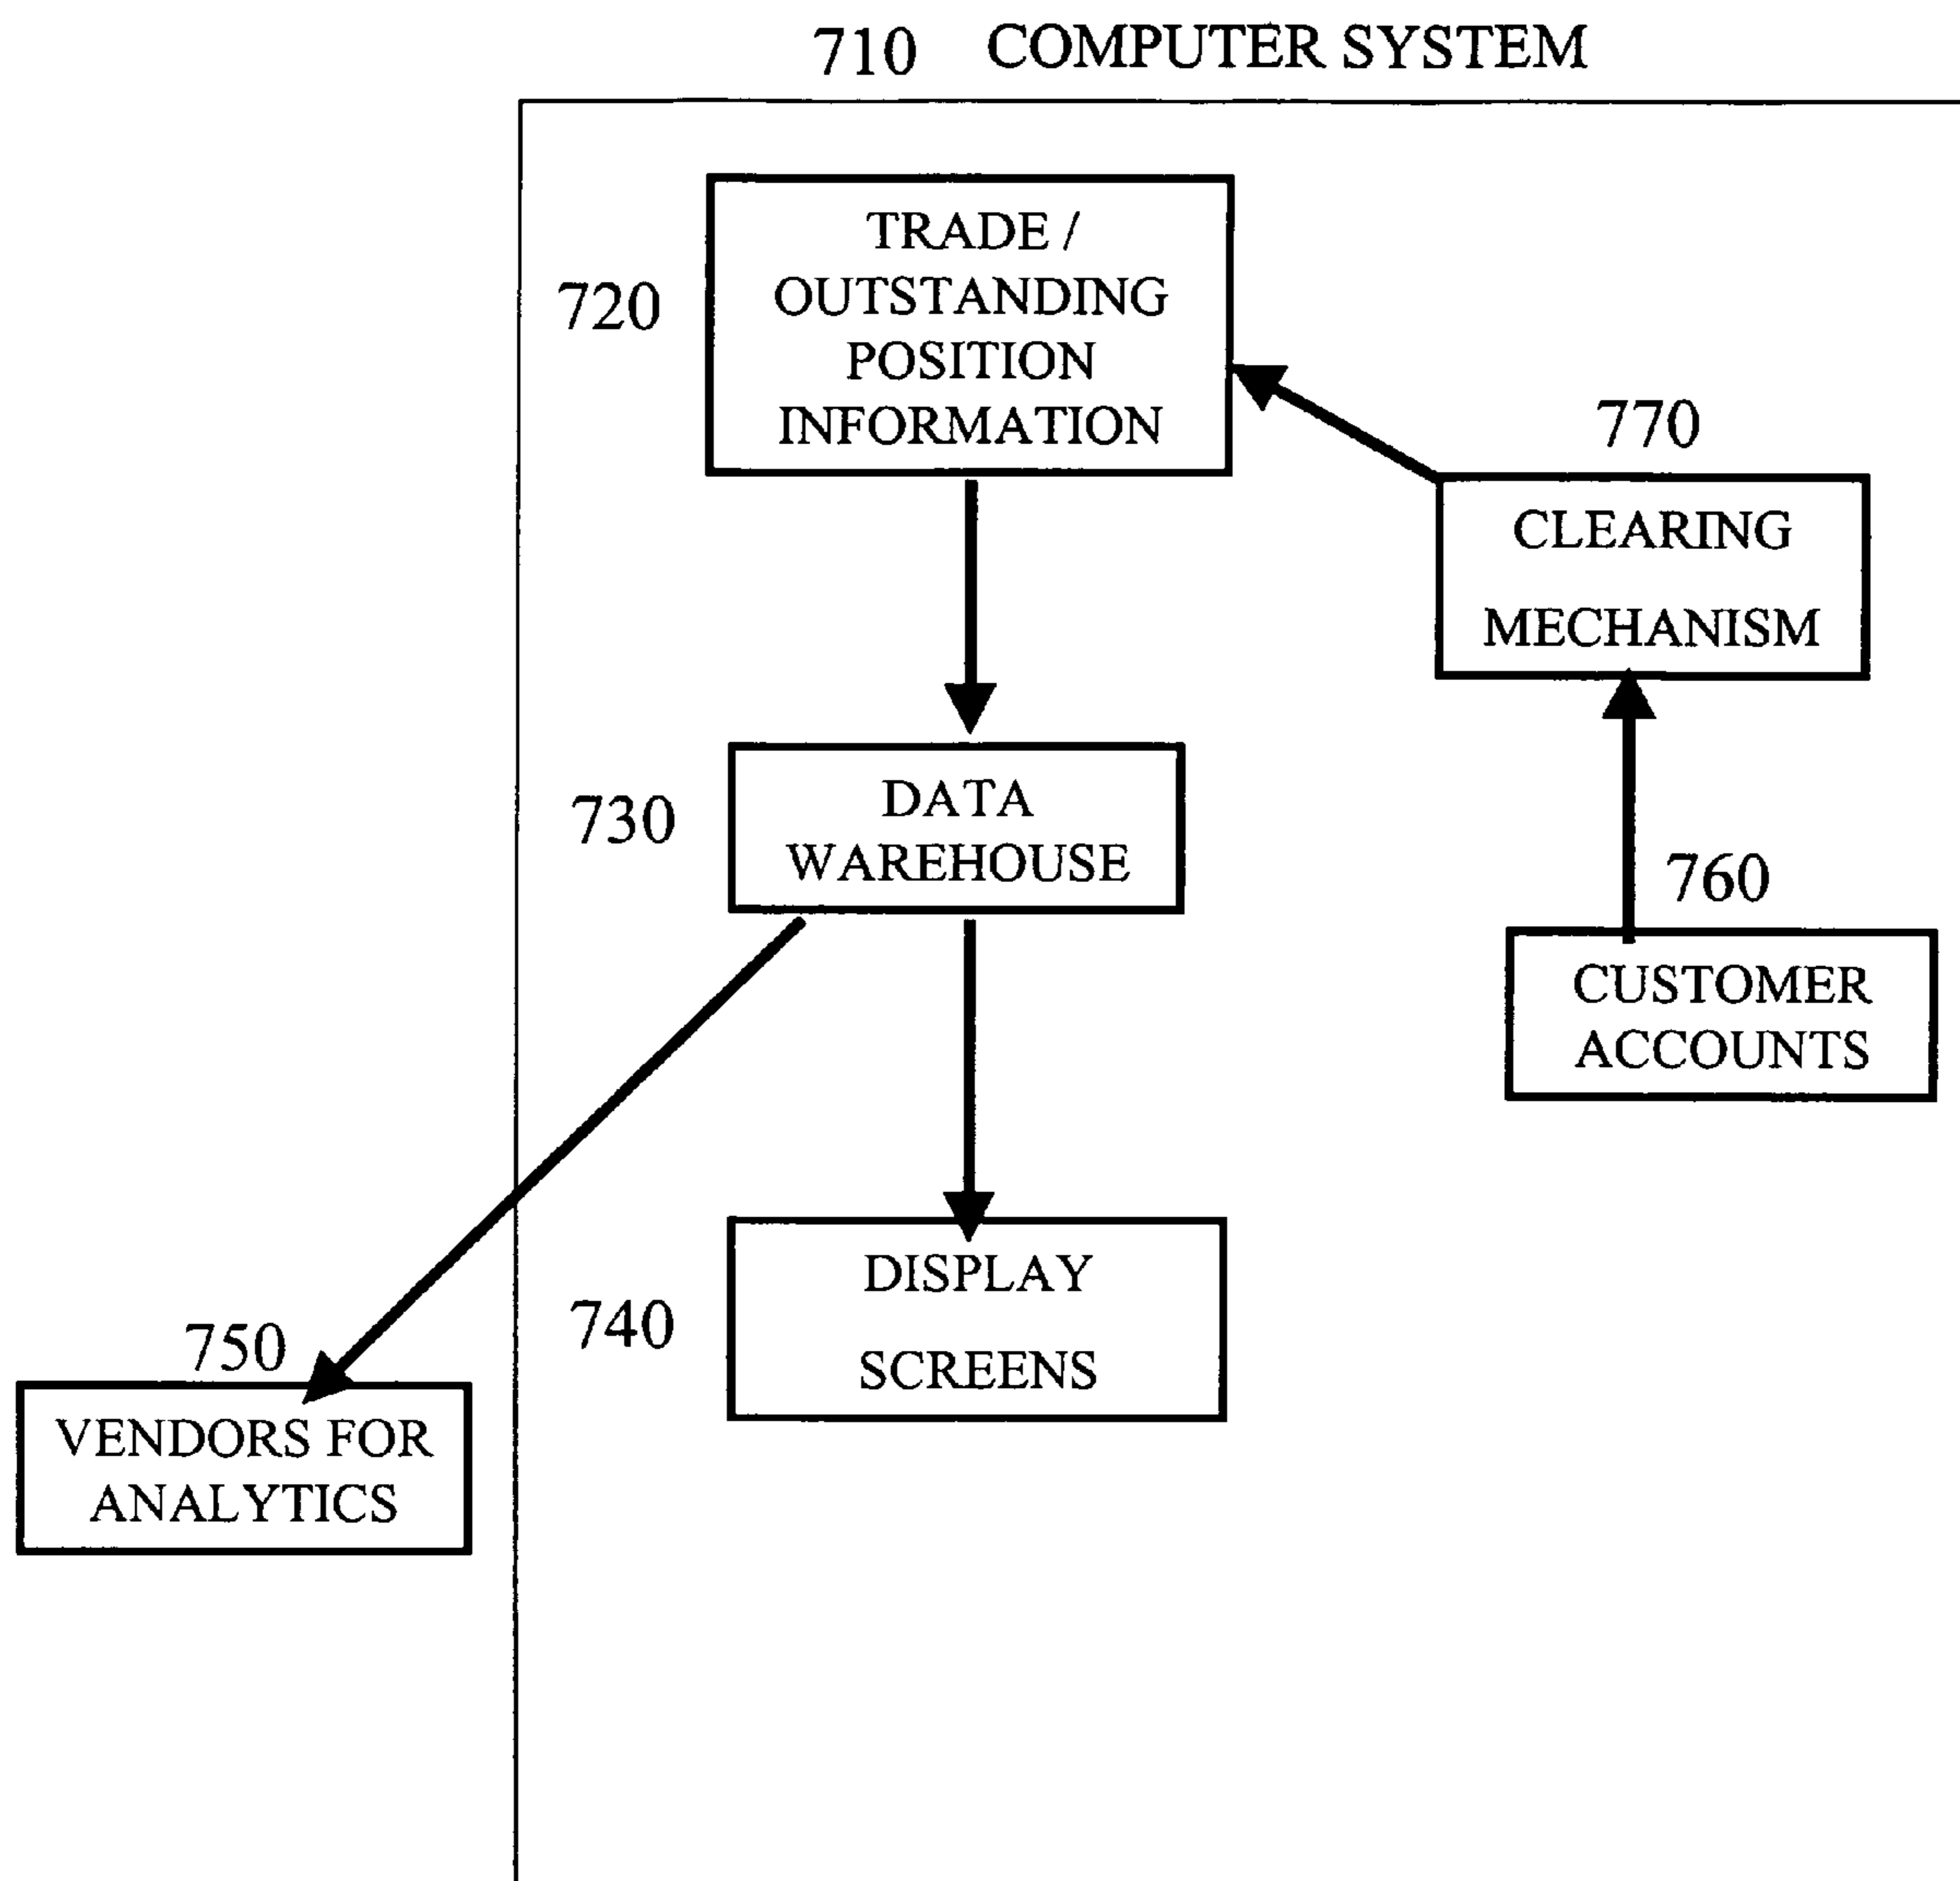 710 COMPUTER SYSTEM
720
TRADE /
OUTSTANDING
POSITION
INFORMATION
770
CLEARING
MECHANISM
730
DATA
WAREHOUSE
760
CUSTOMER
ACCOUNTS
740
DISPLAY
SCREENS
750
VENDORS FOR
ANALYTICS